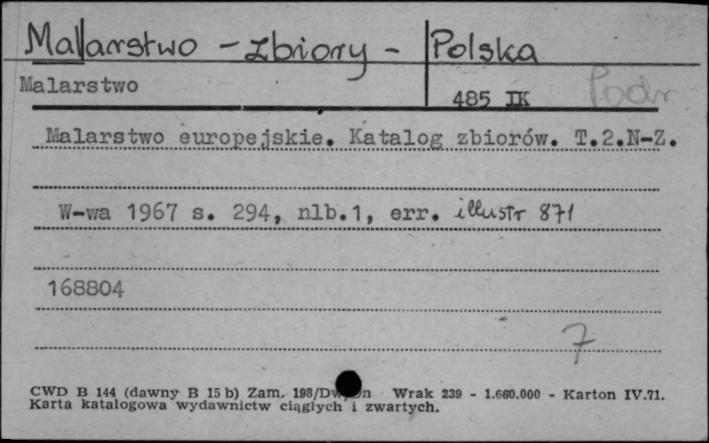 Malarstwo - zbiory - Polska
Malarstwo
485 IK Podr
Malarstwo europejskie. Katalog zbiorów. T.2.N-Z.
W-wa 1967 s. 294, nlb.1, err. illustr 871
168804
7
CWD B 144 (dawny B 15 b) Zam. 198/Dw Wrak 239 - 1.660.000 - Karton IV.71.
Karta katalogowa wydawnictw ciągłych i zwartych.